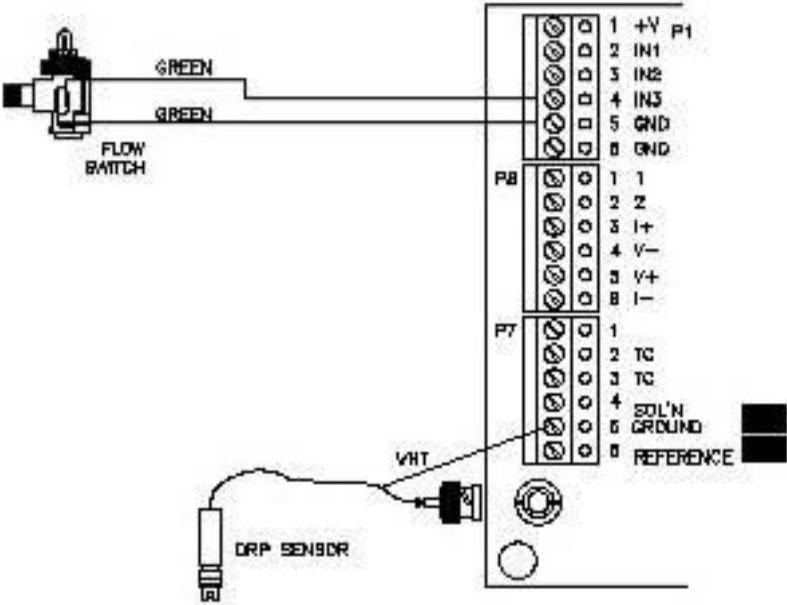 GREEN
GREEN
FLOW
SWITCH
1 +V P1
2 IN1
3 IN2
4 IN3
5 GND
6 GND
P8
1 1
2 2
3 I+
4 V-
5 V+
6 I-
P7
1
2 TC
3 TC
4
SOL'N
5 GROUND
6 REFERENCE
WHT
ORP SENSOR